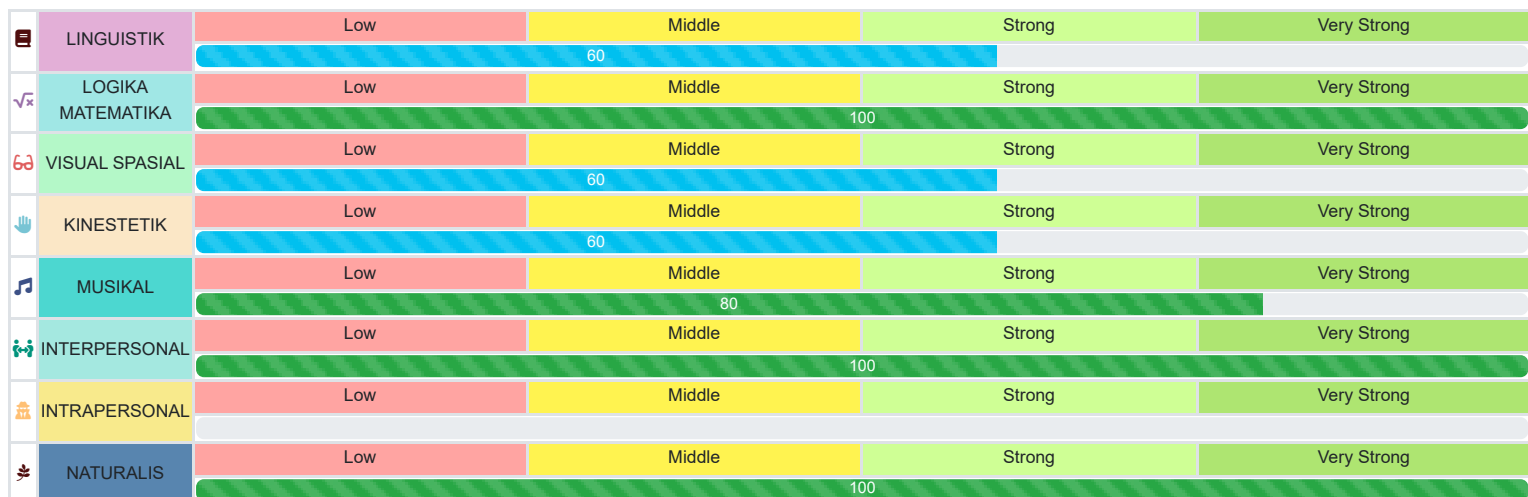 Low Middle Strong Very Strong
LINGUISTIK
60
LOGIKA
MATEMATIKA
Low Middle Strong Very Strong
100
Low Middle Strong Very Strong
VISUAL SPASIAL
60
Low Middle Strong Very Strong
KINESTETIK
60
Low Middle Strong Very Strong
MUSIKAL
80
Low Middle Strong Very Strong
INTERPERSONAL
100
Low Middle Strong Very Strong
INTRAPERSONAL
Low Middle Strong Very Strong
NATURALIS
100